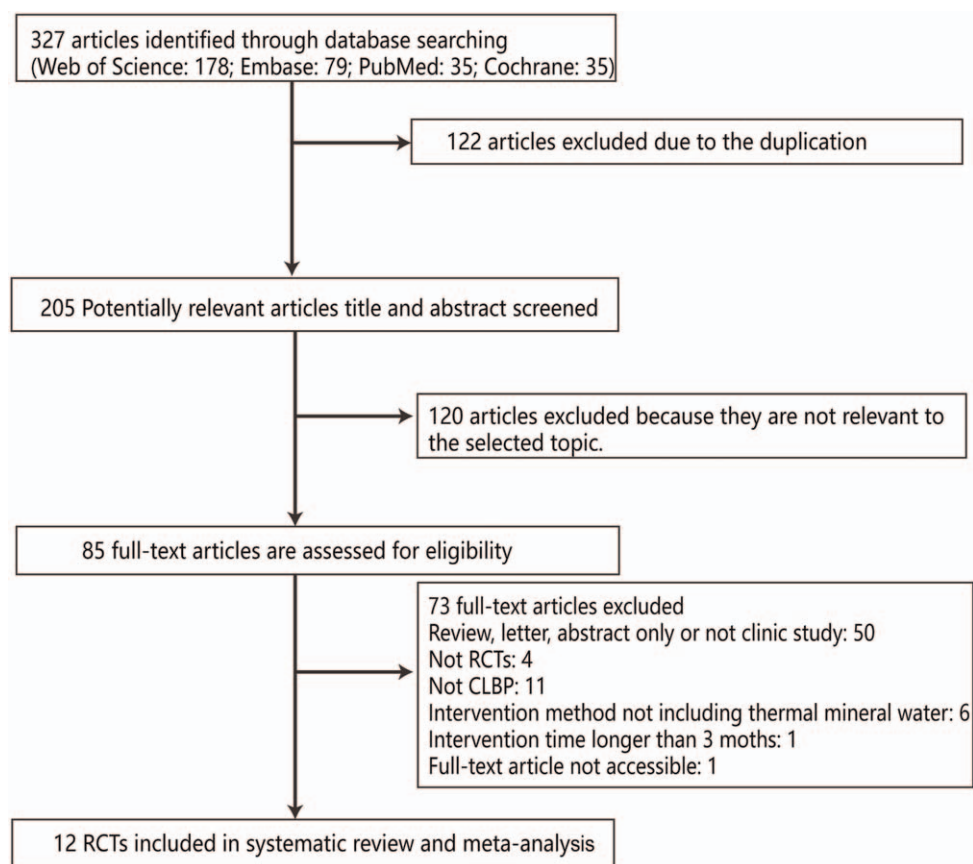 327 articles identified through database searching
(Web of Science: 178; Embase: 79; PubMed: 35; Cochrane: 35)
122 articles excluded due to the duplication
205 Potentially relevant articles title and abstract screened
120 articles excluded because they are not relevant to
the selected topic.
85 full-text articles are assessed for eligibility
73 full-text articles excluded
Review, letter, abstract only or not clinic study: 50
Not RCTs: 4
Not CLBP: 11
Intervention method not including thermal mineral water: 6
Intervention time longer than 3 moths: 1
Full-text article not accessible: 1
12 RCTs included in systematic review and meta-analysis